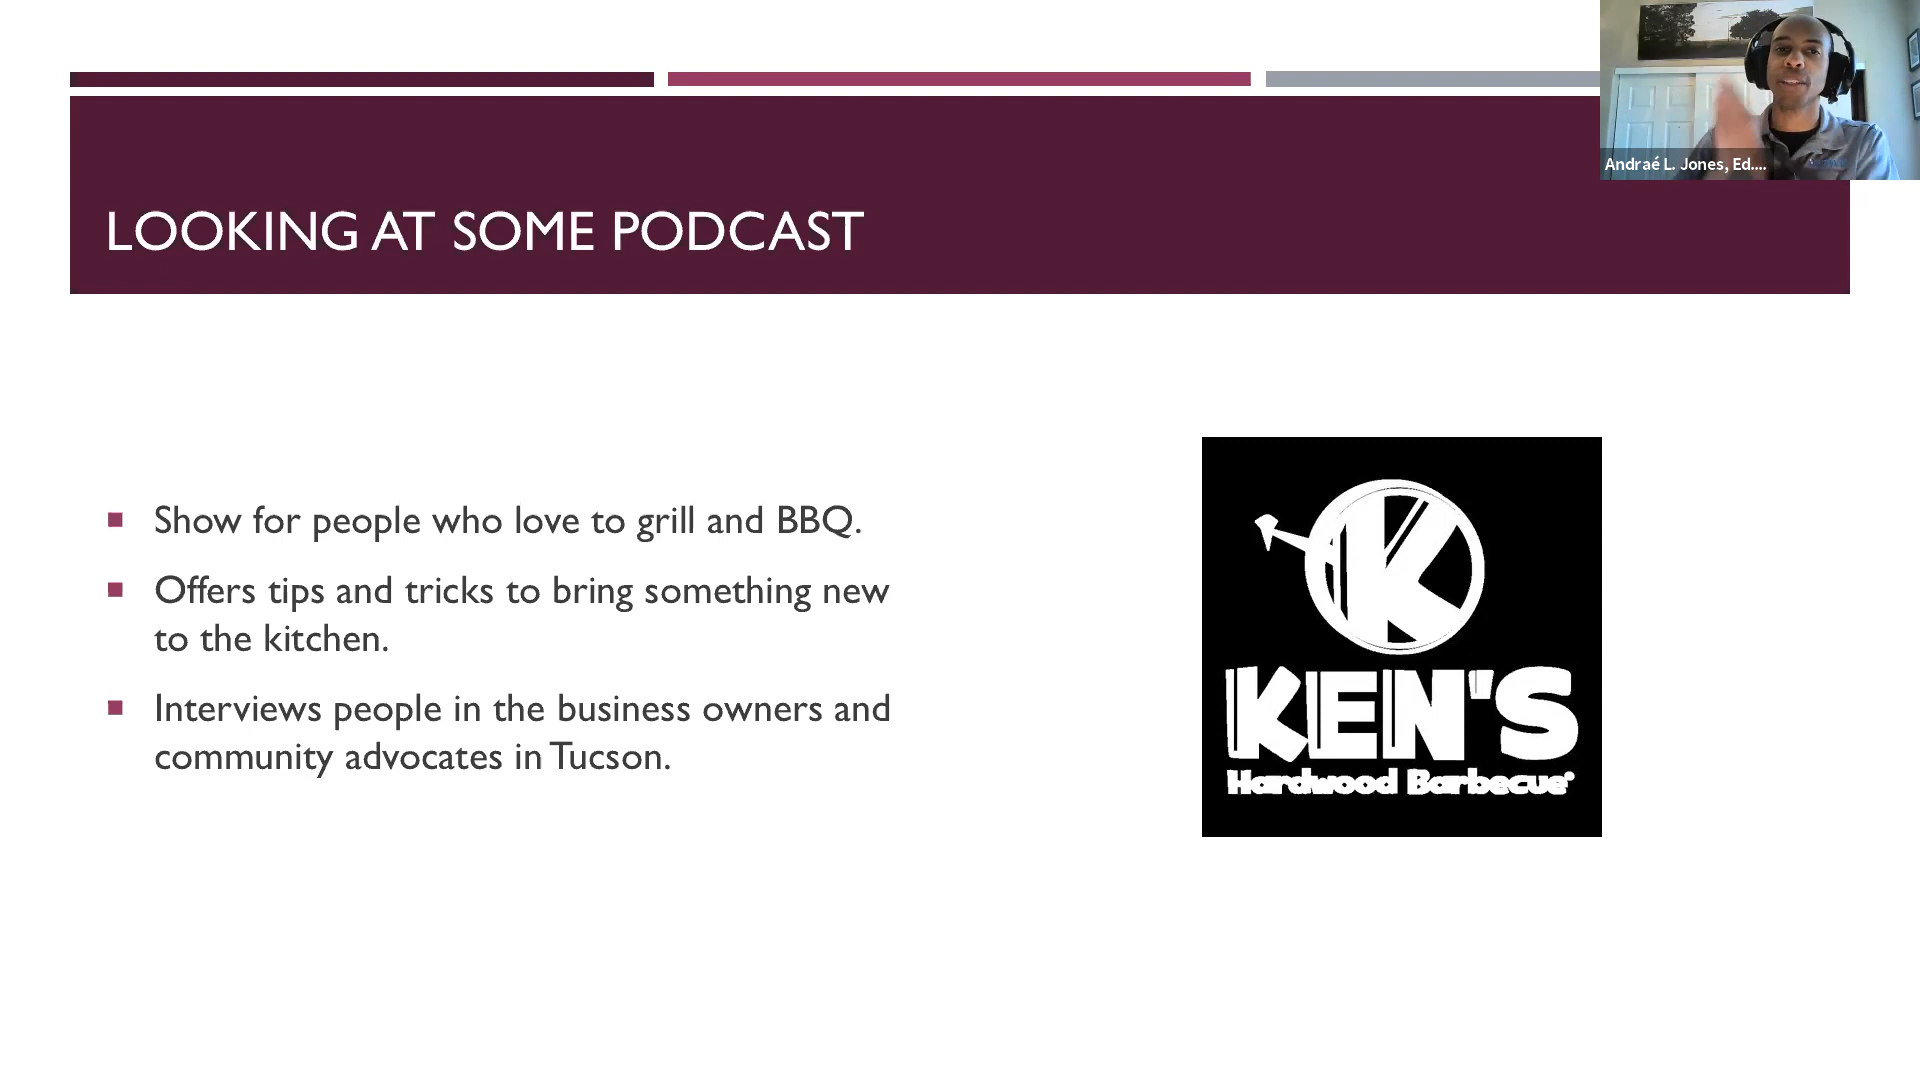 Andraé L. Jones, Ed....
LOOKING AT SOME PODCAST
Show for people who love to grill and BBQ.
Offers tips and tricks to bring something new
to the kitchen.
Interviews people in the business owners and
community advocates in Tucson.
K
KEN'S
Hardwood Barbecue